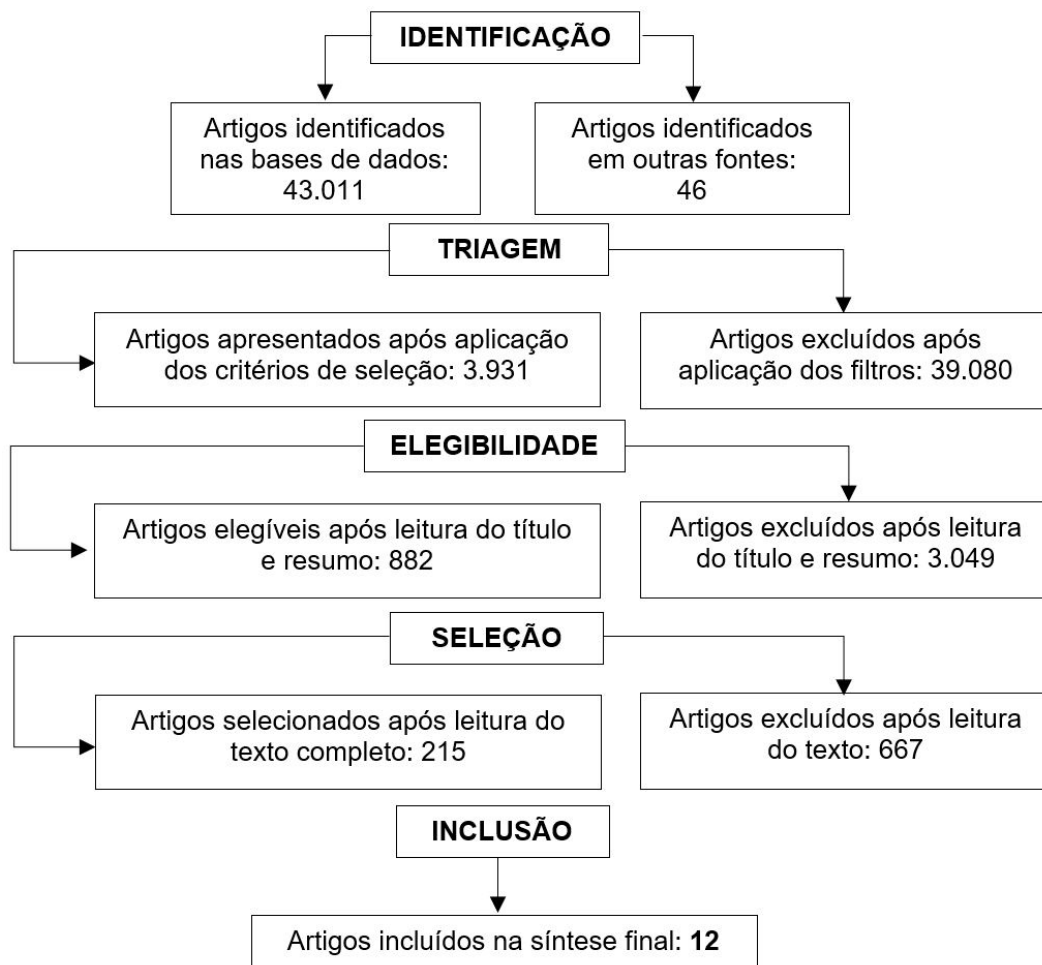 IDENTIFICAÇÃO
Artigos identificados
nas bases de dados:
43.011
Artigos identificados
em outras fontes:
46
TRIAGEM
Artigos apresentados após aplicação
dos critérios de seleção: 3.931
Artigos excluídos após
aplicação dos filtros: 39.080
ELEGIBILIDADE
Artigos elegíveis após leitura do título
e resumo: 882
Artigos excluídos após leitura
do título e resumo: 3.049
SELEÇÃO
Artigos selecionados após leitura do
texto completo: 215
Artigos excluídos após leitura
do texto: 667
INCLUSÃO
Artigos incluídos na síntese final: 12